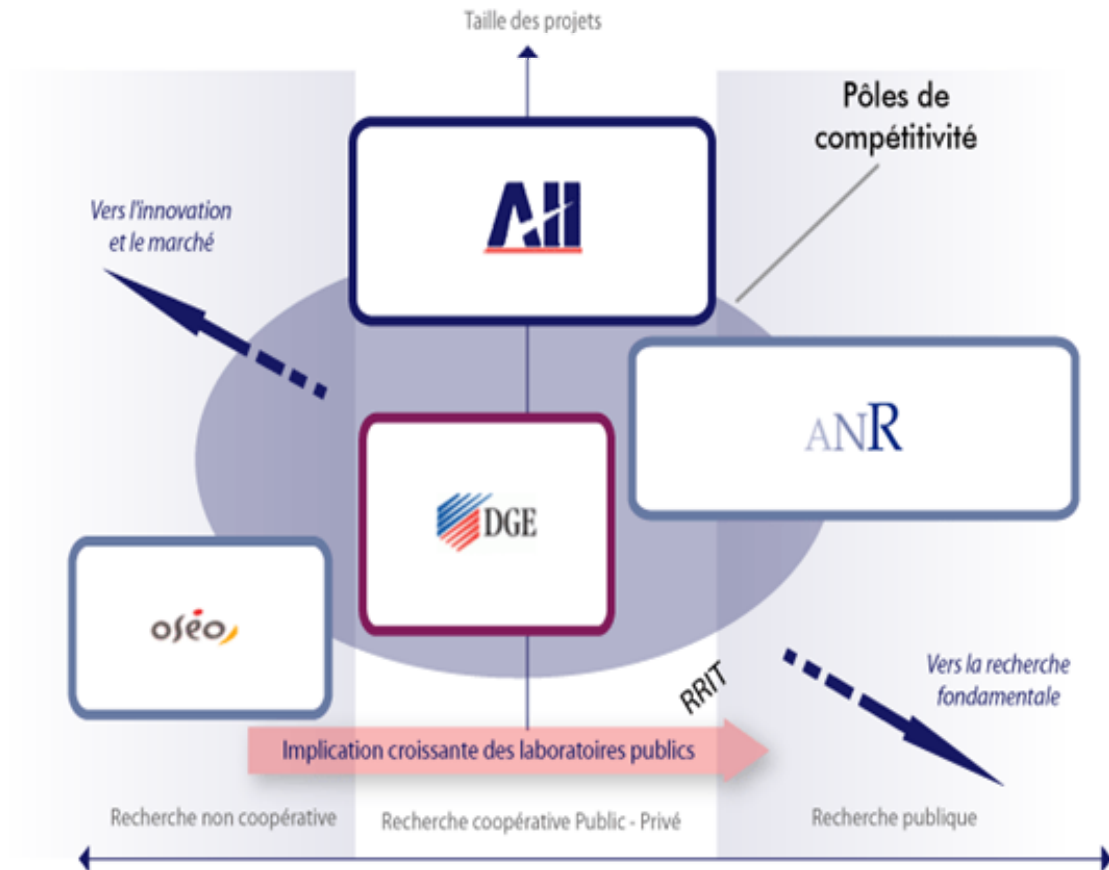 Taille des projets
Pôles de
compétitivité
Vers l'innovation
et le marché
AII
ANR
DGE
oséo
Vers la recherche
fondamentale
RRIT
Implication croissante des laboratoires publics
Recherche non coopérative
Recherche coopérative Public - Privé
Recherche publique